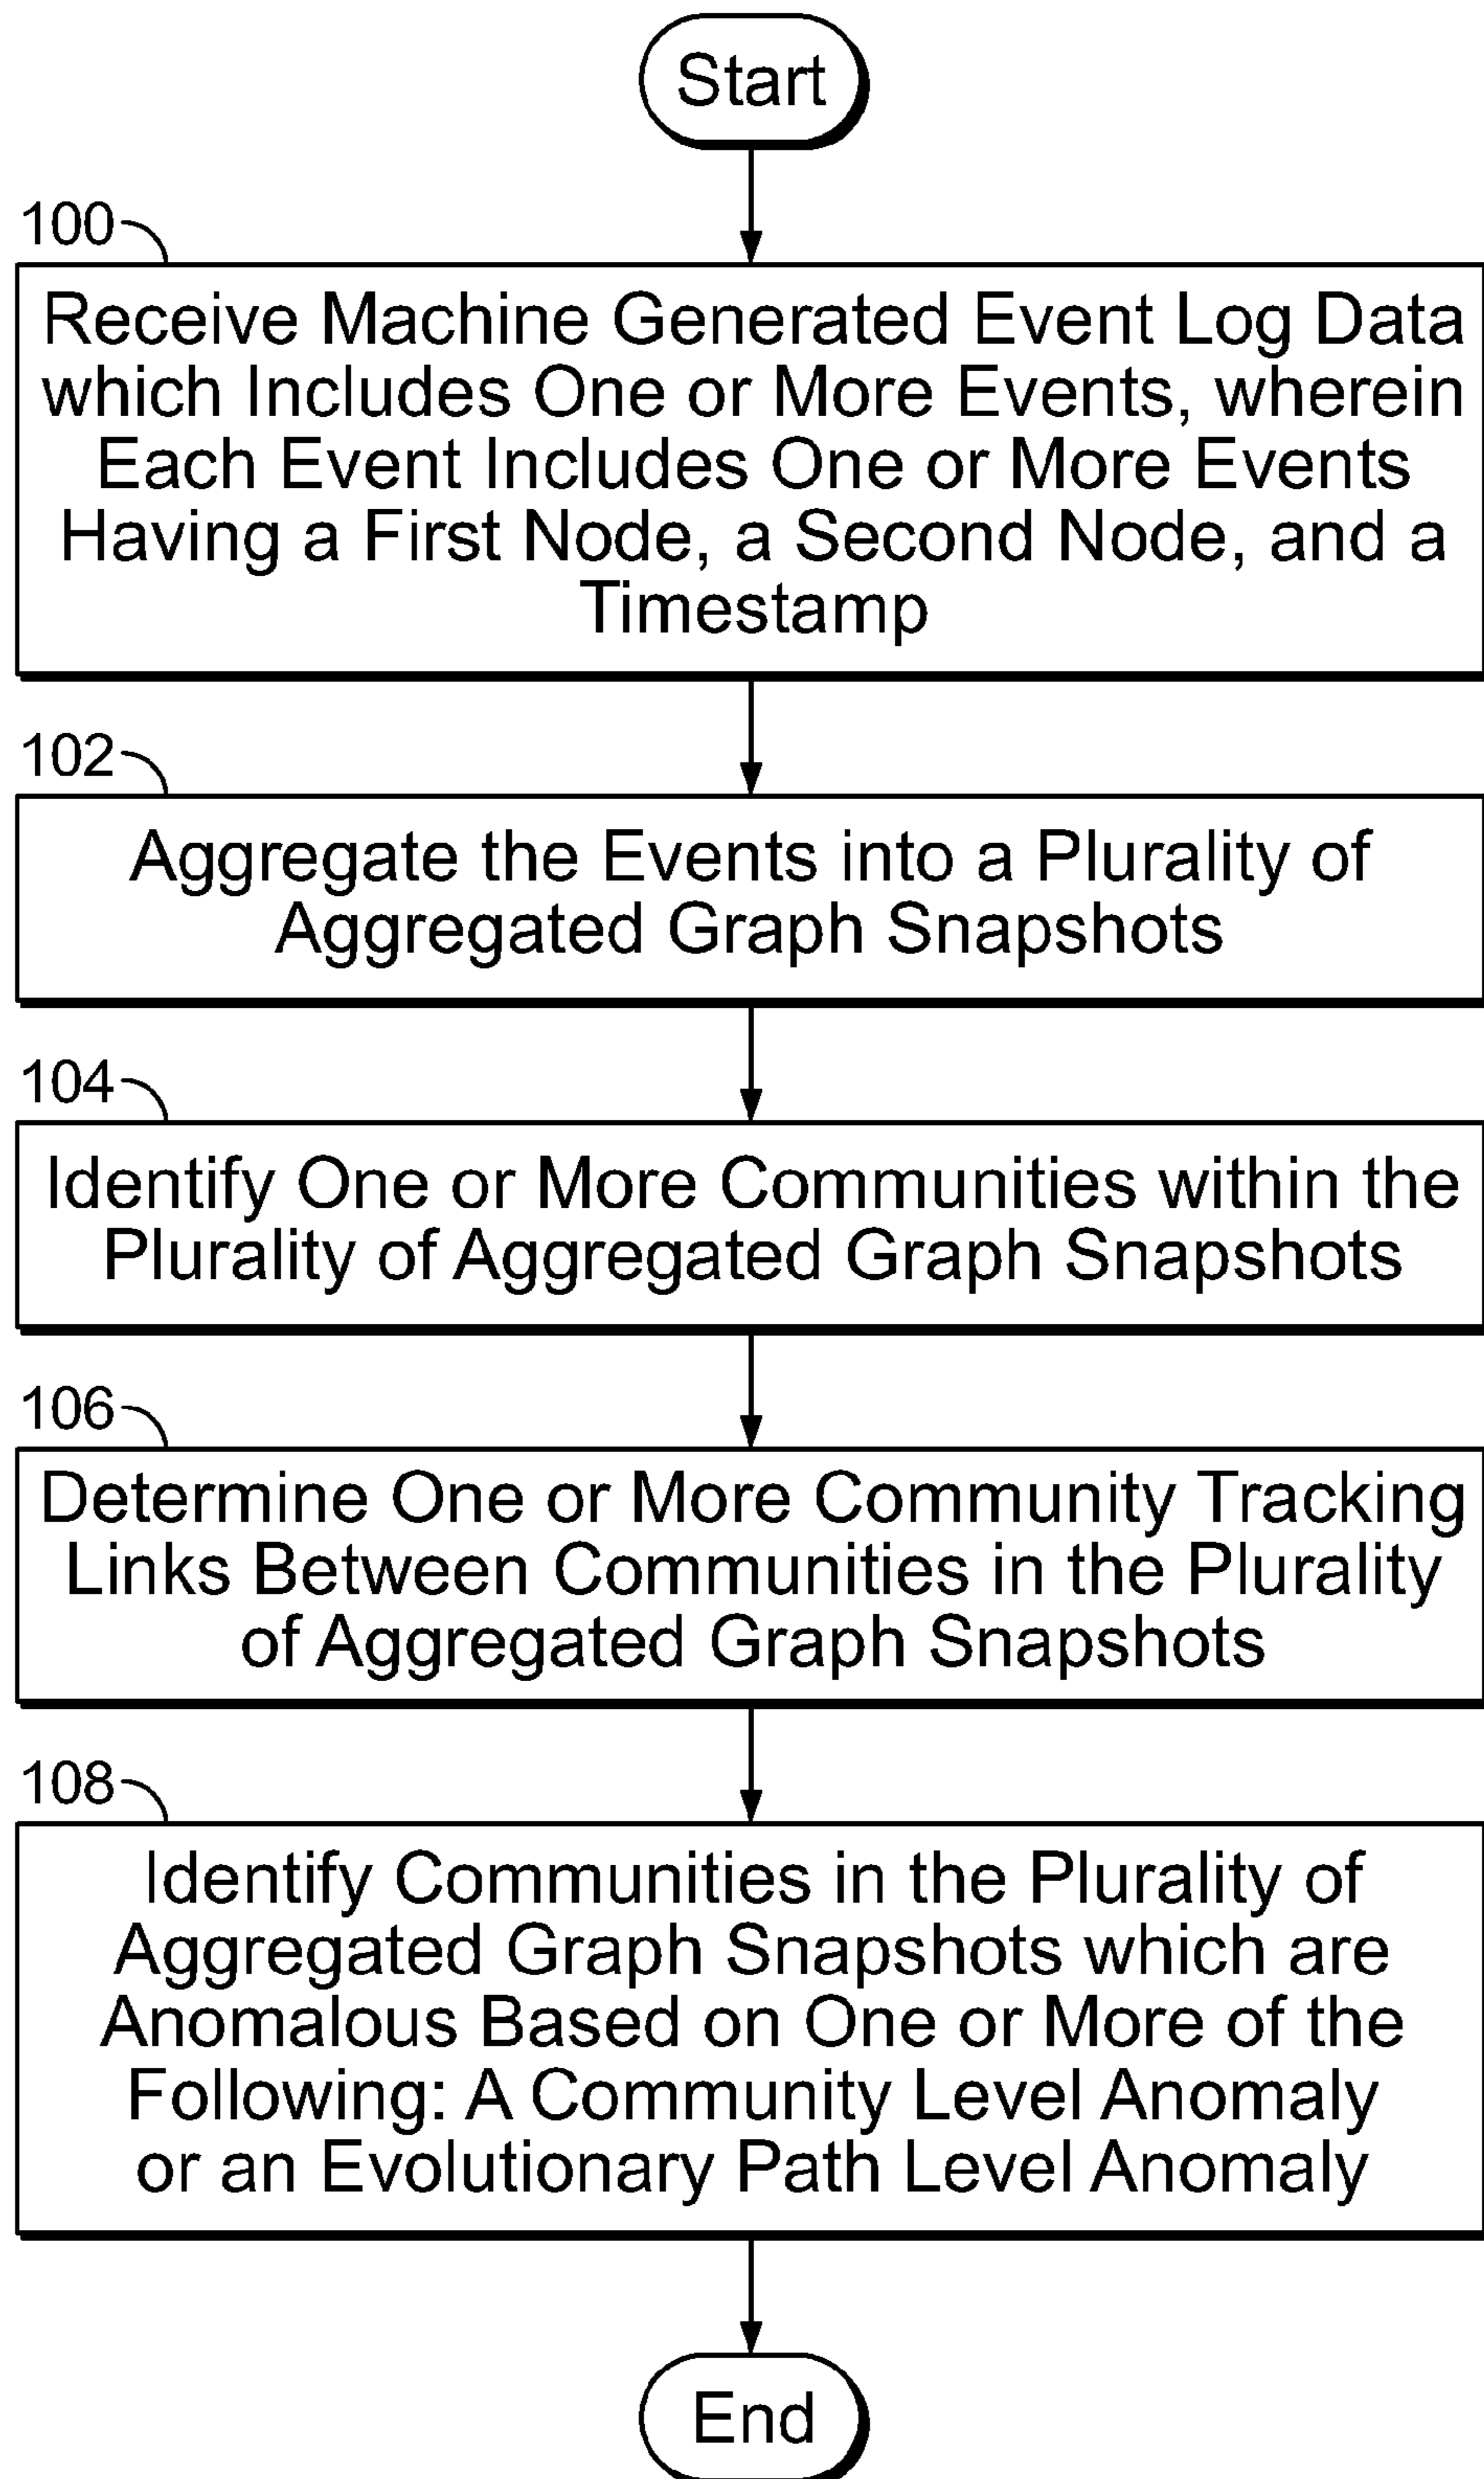 Start
100
Receive Machine Generated Event Log Data
which Includes One or More Events, wherein
Each Event Includes One or More Events
Having a First Node, a Second Node, and a
Timestamp
102
Aggregate the Events into a Plurality of
Aggregated Graph Snapshots
104
Identify One or More Communities within the
Plurality of Aggregated Graph Snapshots
106
Determine One or More Community Tracking
Links Between Communities in the Plurality
of Aggregated Graph Snapshots
108
Identify Communities in the Plurality of
Aggregated Graph Snapshots which are
Anomalous Based on One or More of the
Following: A Community Level Anomaly
or an Evolutionary Path Level Anomaly
End